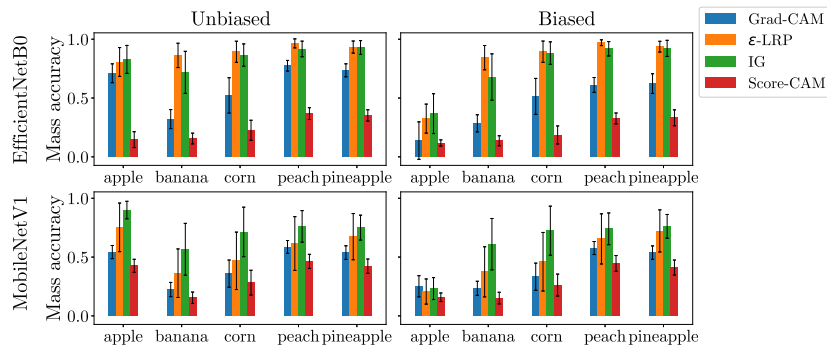 Unbiased
Biased
Grad-CAM
ε-LRP
IG
Score-CAM
EfficientNetB0
Mass accuracy
1.0
0.5
0.0
apple banana corn peach pineapple
apple banana corn peach pineapple
MobileNetV1
Mass accuracy
1.0
0.5
0.0
apple banana corn peach pineapple
apple banana corn peach pineapple